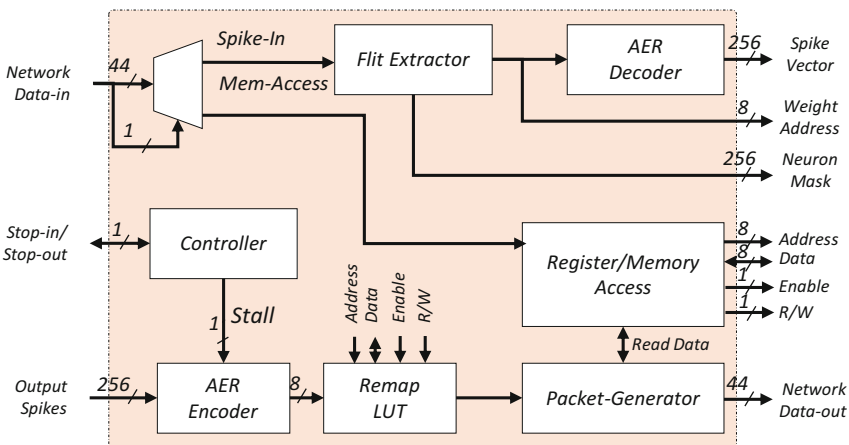 44
Network
Data-in
1
Spike-In
Mem-Access
Flit Extractor
AER
Decoder
256
Spike
Vector
8
Weight
Address
256
Neuron
Mask
Stop-in/
Stop-out
1
Controller
1
Stall
Address
Data
Enable
R/W
Register/Memory
Access
8
Address
8
Data
1
Enable
1
R/W
Read Data
Output
Spikes
256
AER
Encoder
8
Remap
LUT
Packet-Generator
44
Network
Data-out